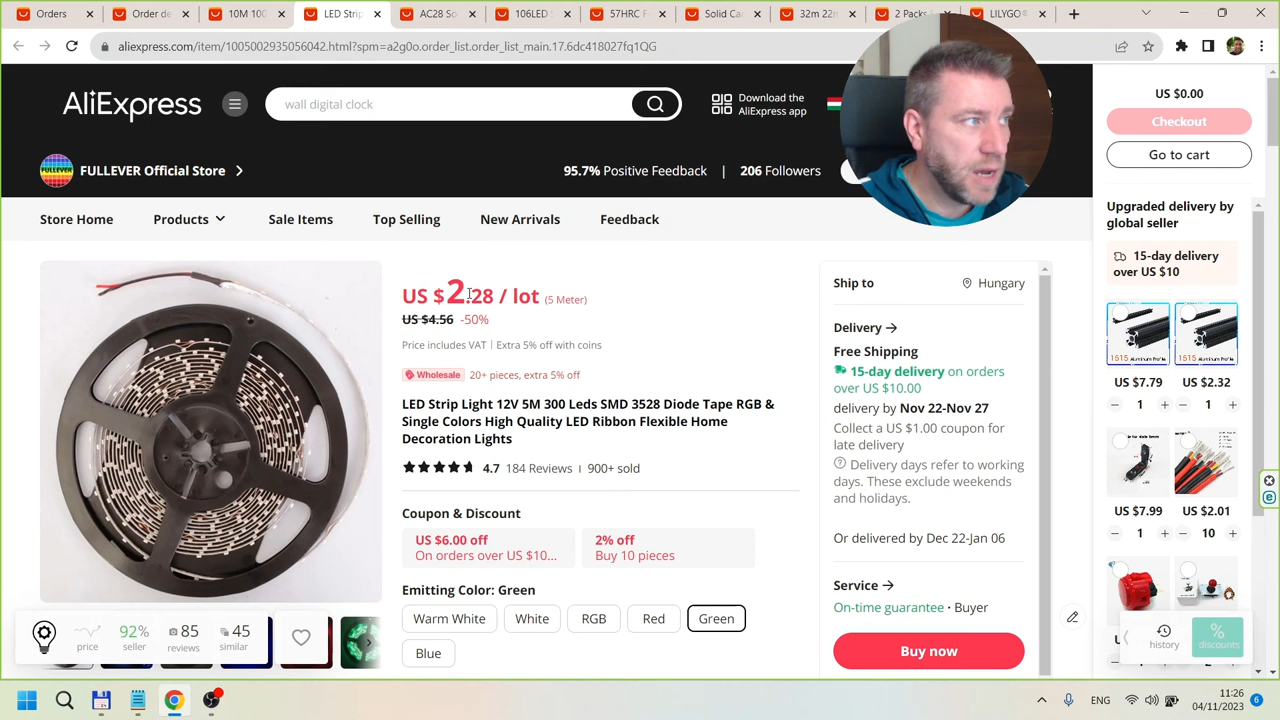 Orders
Order de
10M 100
LED Strip
AC28 So
106LED S
57HRC F
Solid Ca
32m 22m
2 Packs
LILYGO®
aliexpress.com/item/1005002935056042.html?spm=a2g0o.order_list.order_list_main.17.6dc418027fq1QG
AliExpress
wall digital clock
Download the
AliExpress app
FULLEVER
FULLEVER Official Store
95.7% Positive Feedback | 206 Followers
Store Home
Products
Sale Items
Top Selling
New Arrivals
Feedback
US $2.28 / lot (5 Meter)
US $4.56 -50%
Price includes VAT | Extra 5% off with coins
Wholesale 20+ pieces, extra 5% off
LED Strip Light 12V 5M 300 Leds SMD 3528 Diode Tape RGB &
Single Colors High Quality LED Ribbon Flexible Home
Decoration Lights
4.7 184 Reviews | 900+ sold
Coupon & Discount
US $6.00 off
On orders over US $10...
2% off
Buy 10 pieces
Emitting Color: Green
Warm White
White
RGB
Red
Green
Blue
price
92%
seller
85
reviews
45
similar
Ship to
Hungary
Delivery
Free Shipping
15-day delivery on orders
over US $10.00
delivery by Nov 22-Nov 27
Collect a US $1.00 coupon for
late delivery
Delivery days refer to working
days. These exclude weekends
and holidays.
Or delivered by Dec 22-Jan 06
Service
On-time guarantee · Buyer
Buy now
US $0.00
Checkout
Go to cart
Upgraded delivery by
global seller
15-day delivery
over US $10
1515 Aluminum Profile
1515 Aluminum Profile
US $7.79
US $2.32
1
1
US $7.99
US $2.01
1
10
history
%
discounts
ENG
11:26
04/11/2023
6